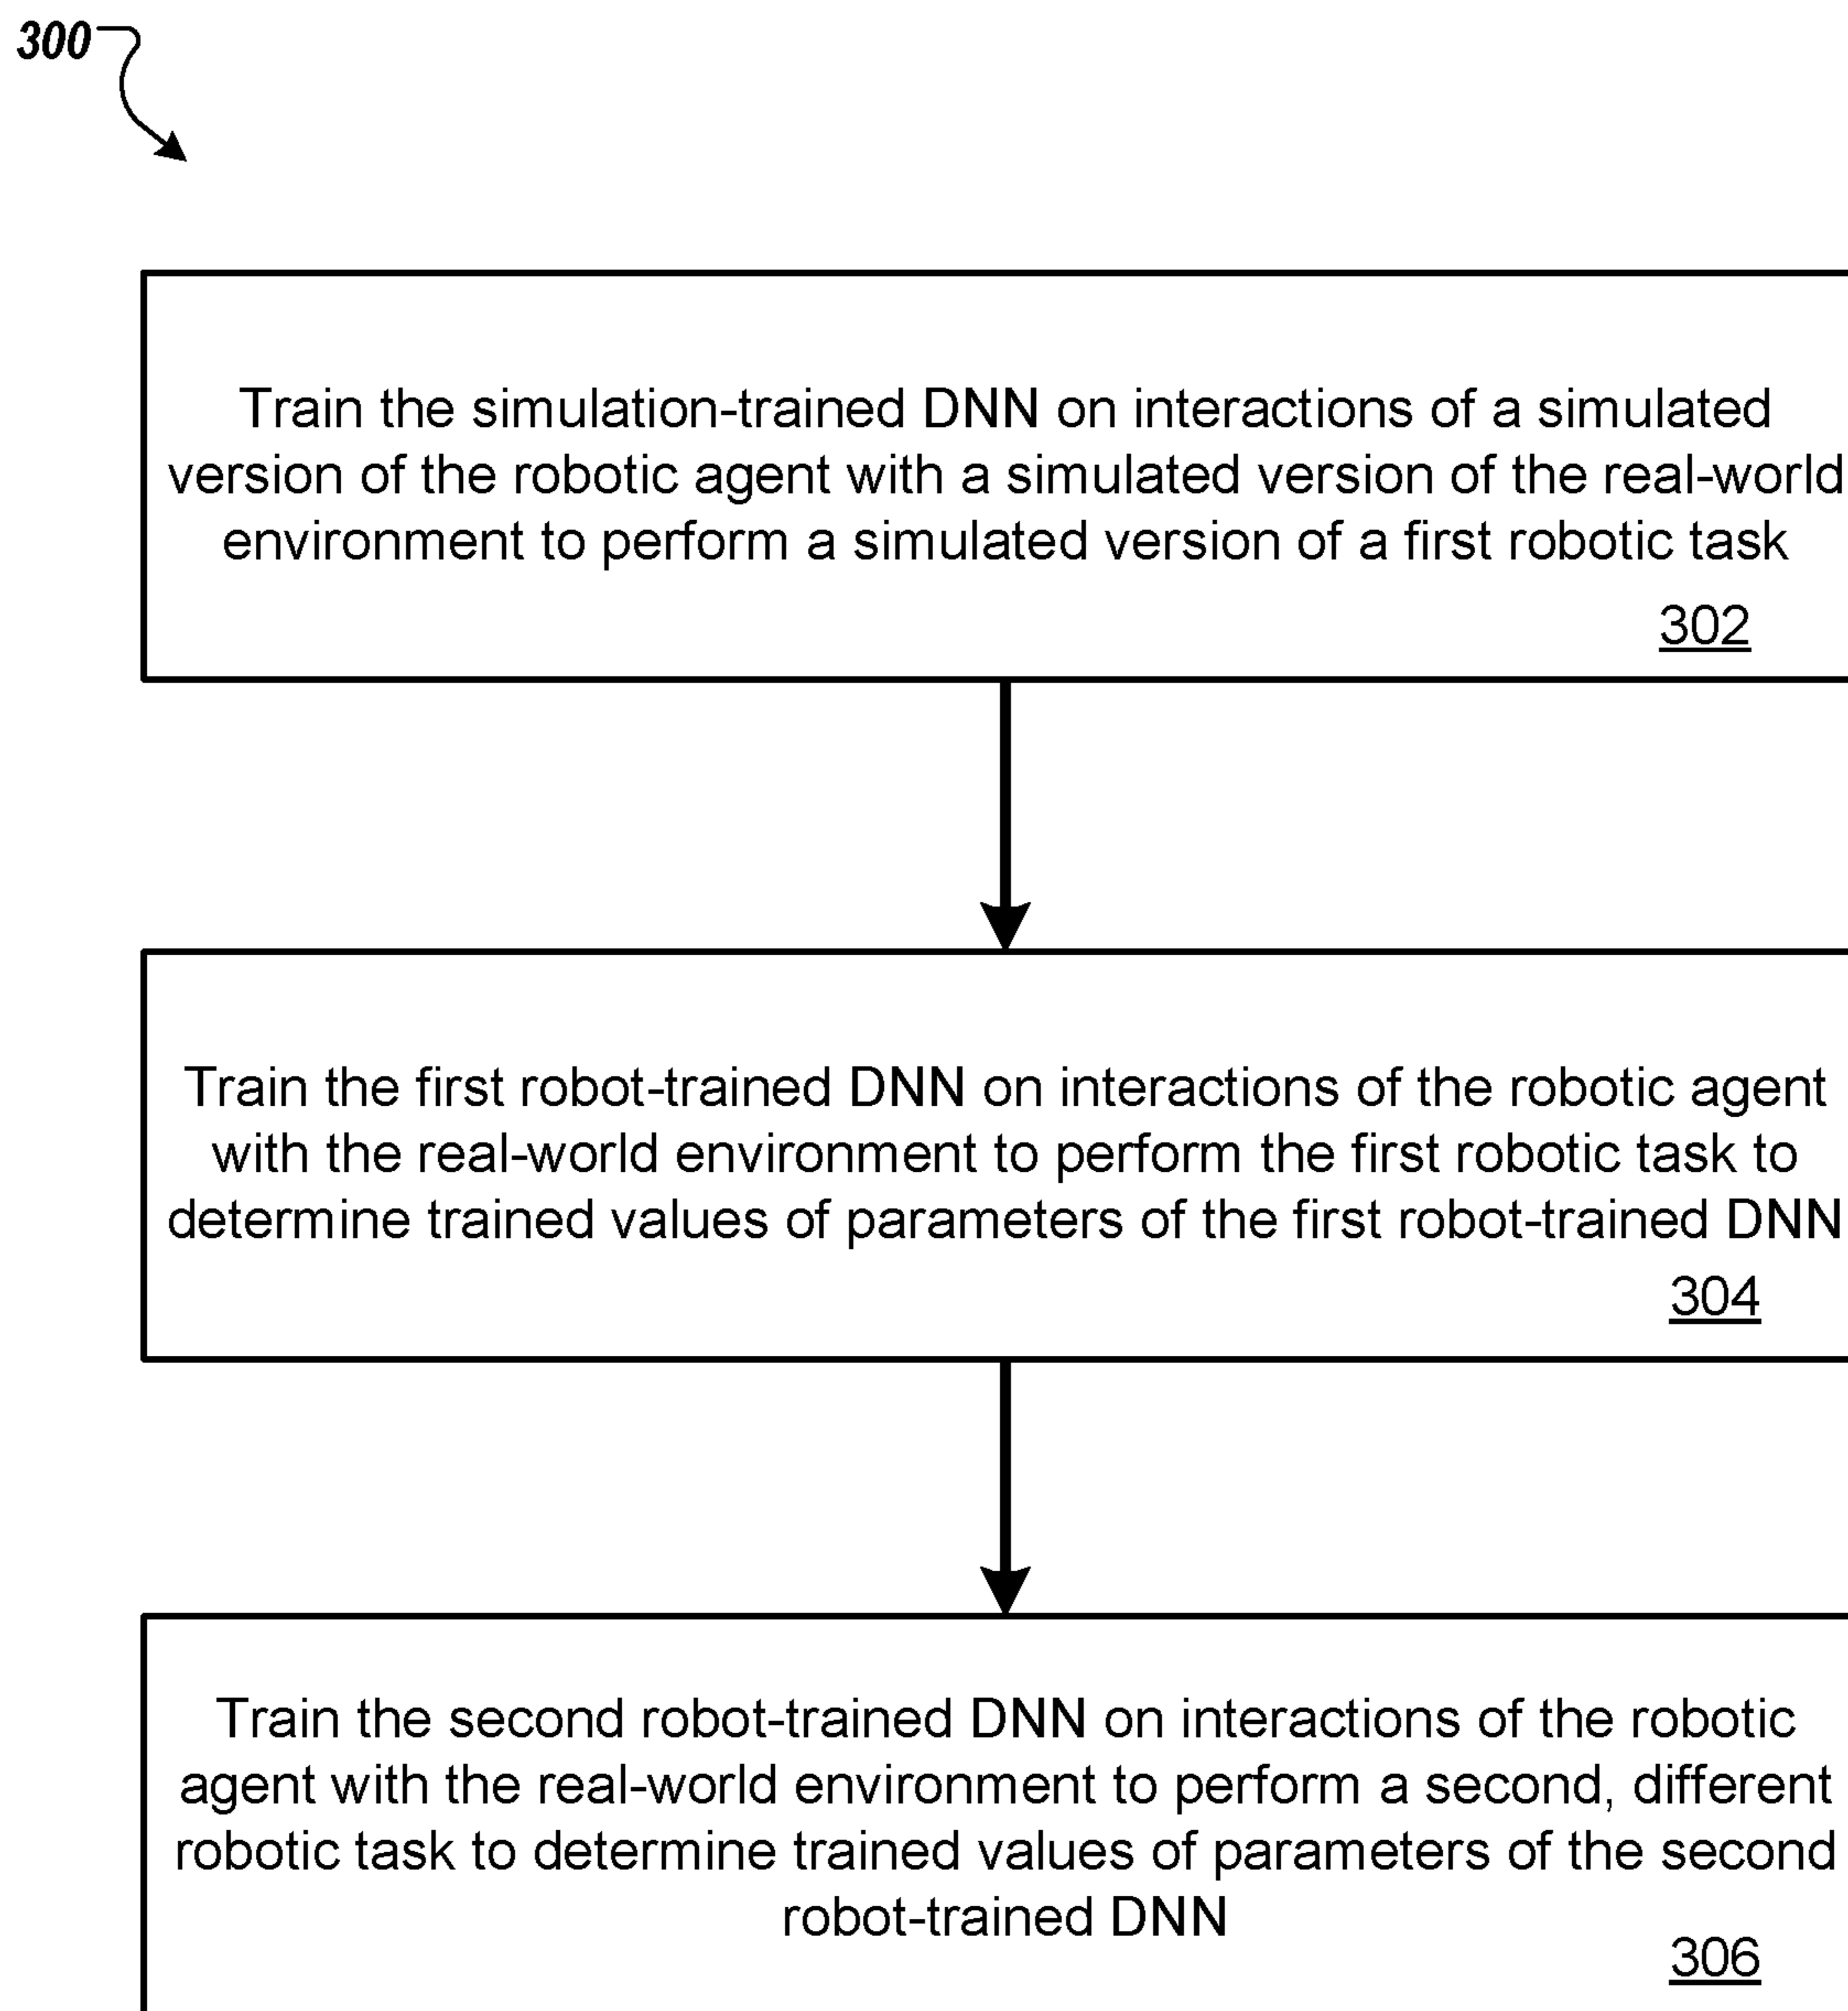 300
Train the simulation-trained DNN on interactions of a simulated
version of the robotic agent with a simulated version of the real-world
environment to perform a simulated version of a first robotic task
302
Train the first robot-trained DNN on interactions of the robotic agent
with the real-world environment to perform the first robotic task to
determine trained values of parameters of the first robot-trained DNN
304
Train the second robot-trained DNN on interactions of the robotic
agent with the real-world environment to perform a second, different
robotic task to determine trained values of parameters of the second
robot-trained DNN
306